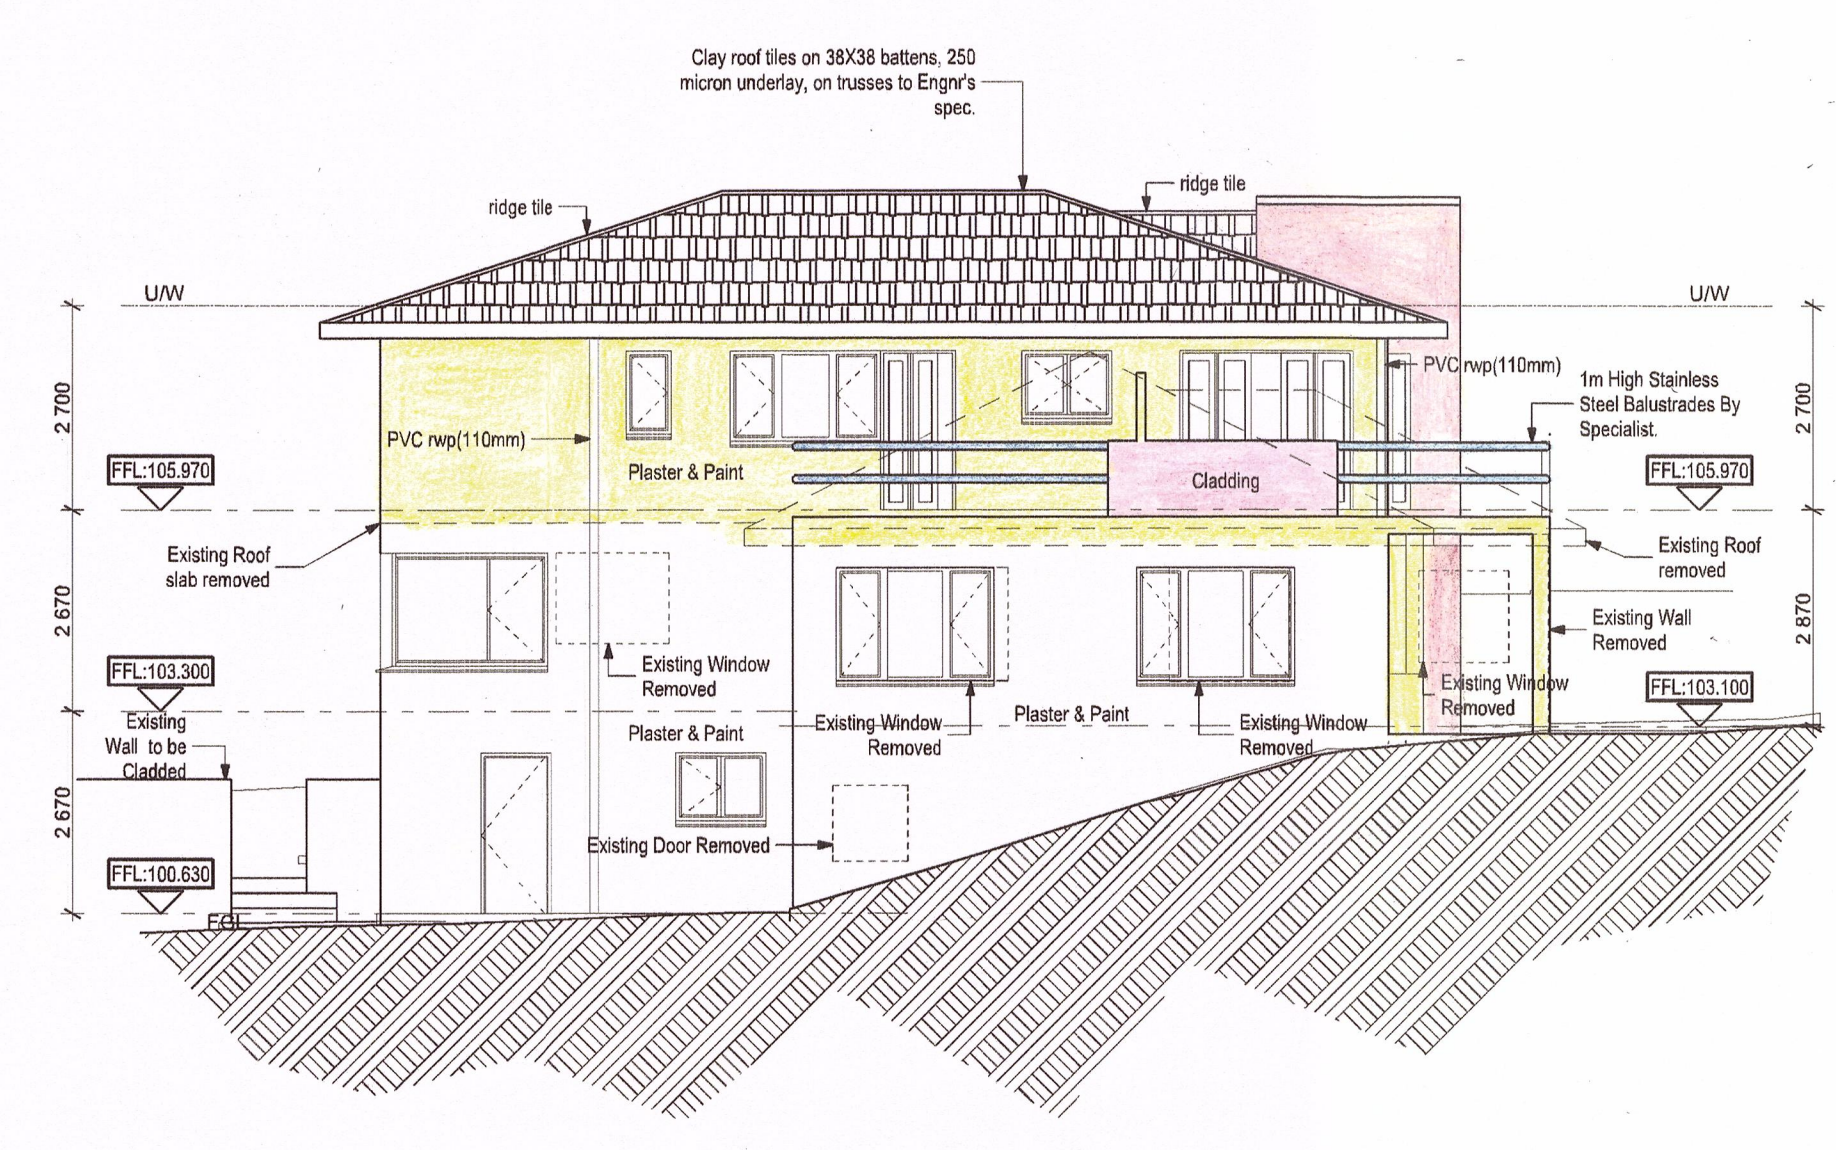 Clay roof tiles on 38X38 battens, 250
micron underlay, on trusses to Engnr's
spec.
ridge tile
ridge tile
U/W
U/W
2 700
2 700
PVC rwp(110mm)
1m High Stainless
Steel Balustrades By
Specialist.
PVC rwp(110mm)
Plaster & Paint
Cladding
FFL:105.970
FFL:105.970
Existing Roof
slab removed
Existing Roof
removed
2 670
2 870
Existing Wall
Removed
Existing Window
Removed
Existing Window
Removed
FFL:103.300
FFL:103.100
Existing
Wall to be
Cladded
Plaster & Paint
Existing Window
Removed
Plaster & Paint
Existing Window
Removed
2 670
Existing Door Removed
FFL:100.630
FGL